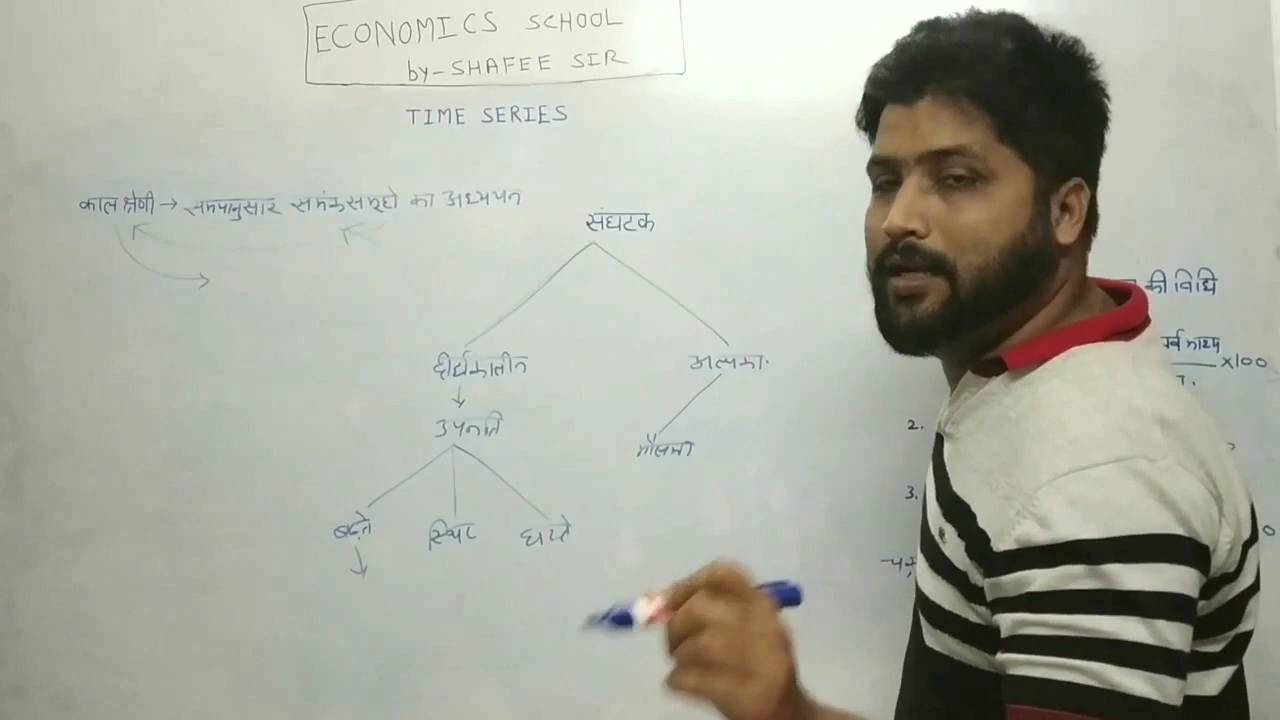 ECONOMICS SCHOOL
by-SHAFEE SIR
TIME SERIES
काल श्रेणी → समयानुसार समंकसमूहो का अध्ययन
संघटक
दीर्घकालीन
अल्पका.
उपनति
मौसमी
बढ़ते
स्थिर
घटते
की विधि
x100
2.
3.